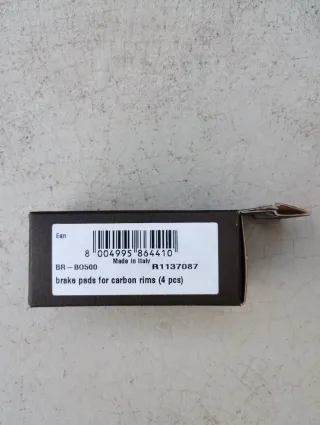 Ean
8 004995 864410
Made in Italy
BR-BO500 R1137087
brake pads for carbon rims (4 pcs)